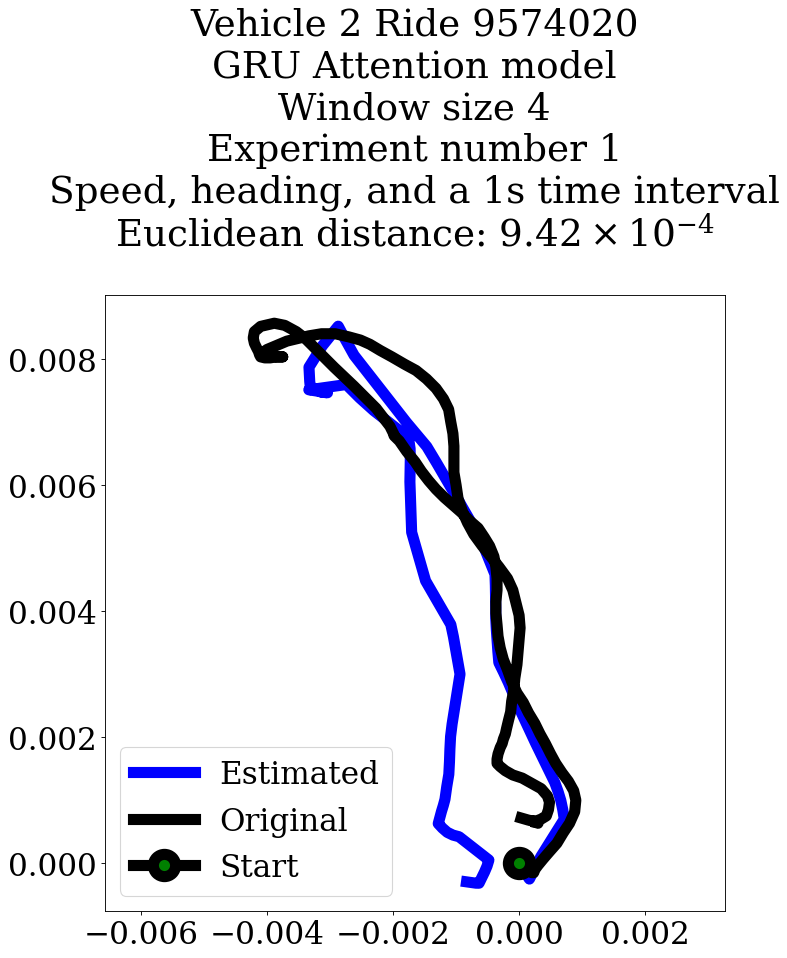 Vehicle 2 Ride 9574020
GRU Attention model
Window size 4
Experiment number 1
Speed, heading, and a 1s time interval
Euclidean distance: 9.42 × 10⁻⁴
0.008
0.006
0.004
0.002
0.000
Estimated
Original
Start
−0.006 −0.004 −0.002 0.000 0.002